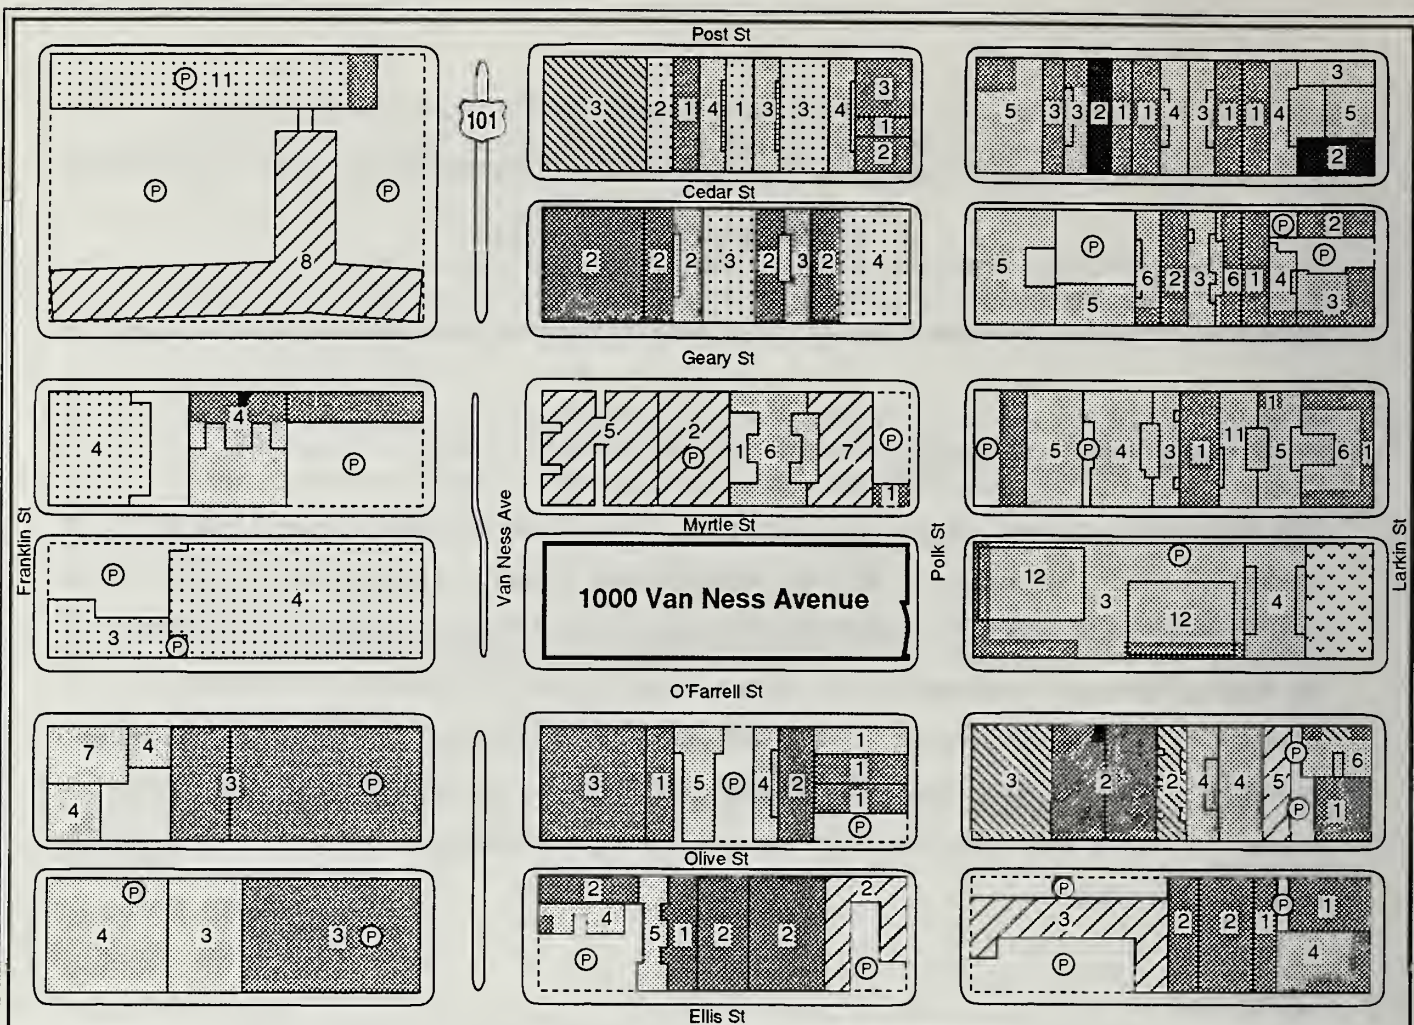 Post St
P 11
101
3 2 1 4 1 3 3 4 3
1
2
5 3 3 2 1 1 4 3 1 1 4 3
5
2
P
P
8
Cedar St
2 2 2 3 2 3 2 4
5 P 5 6 2 3 6 1 4 P 2
P
3
Geary St
4
4
P
5 2 P 1 6 7 P
1
P 5 P 4 3 1 11 1 5 6 1
Franklin St
Van Ness Ave
Myrtle St
Polk St
Larkin St
P
3
P
4
1000 Van Ness Avenue
12
3
P
12
4
O'Farrell St
7 4
4
3
P
3 1 5 P 4 2 1
1
1
P
3 2 2 4 4 5 P 6
P 1
Olive St
P
4 3 3 P
2
4
P
5 1 2 2 2
P
P
3
P
2 2 1 P 1
4
Ellis St